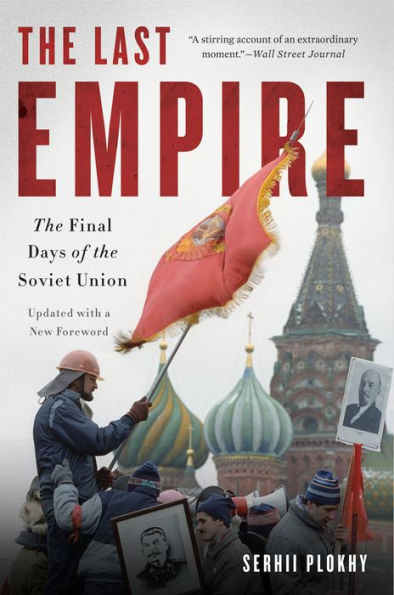 THE LAST
"A stirring account of an extraordinary
moment."—Wall Street Journal
EMPIRE
The Final
Days of the
Soviet Union
Updated with a
New Foreword
SERHII PLOKHY